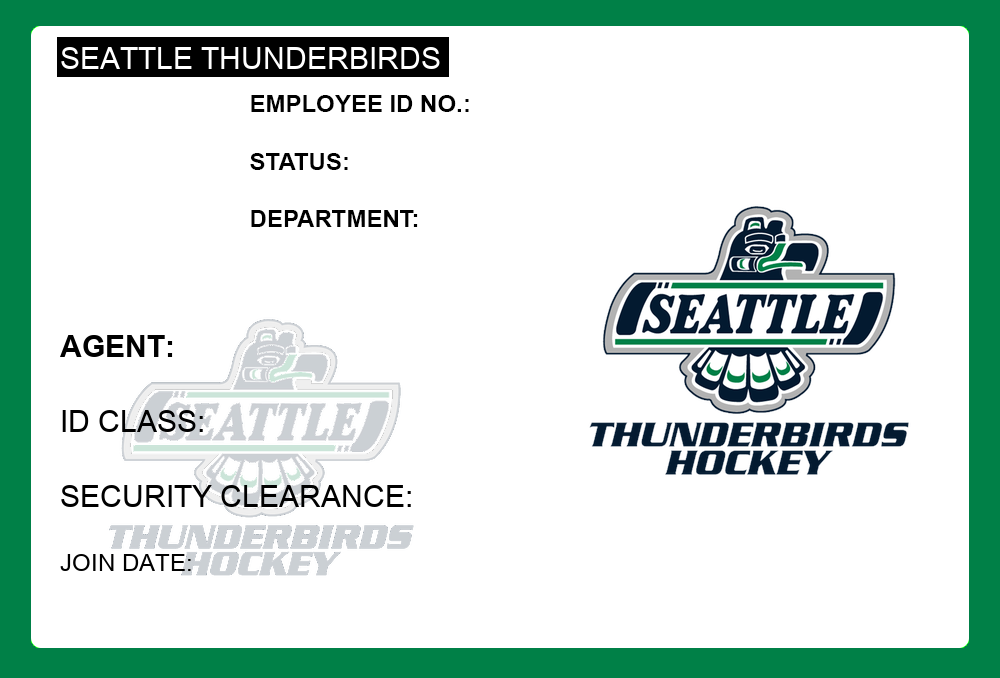 SEATTLE THUNDERBIRDS
EMPLOYEE ID NO.:
STATUS:
DEPARTMENT:
SEATTLE
THUNDERBIRDS
HOCKEY
AGENT:
ID CLASS:
SEATTLE
SECURITY CLEARANCE:
THUNDERBIRDS
JOIN DATE:
HOCKEY